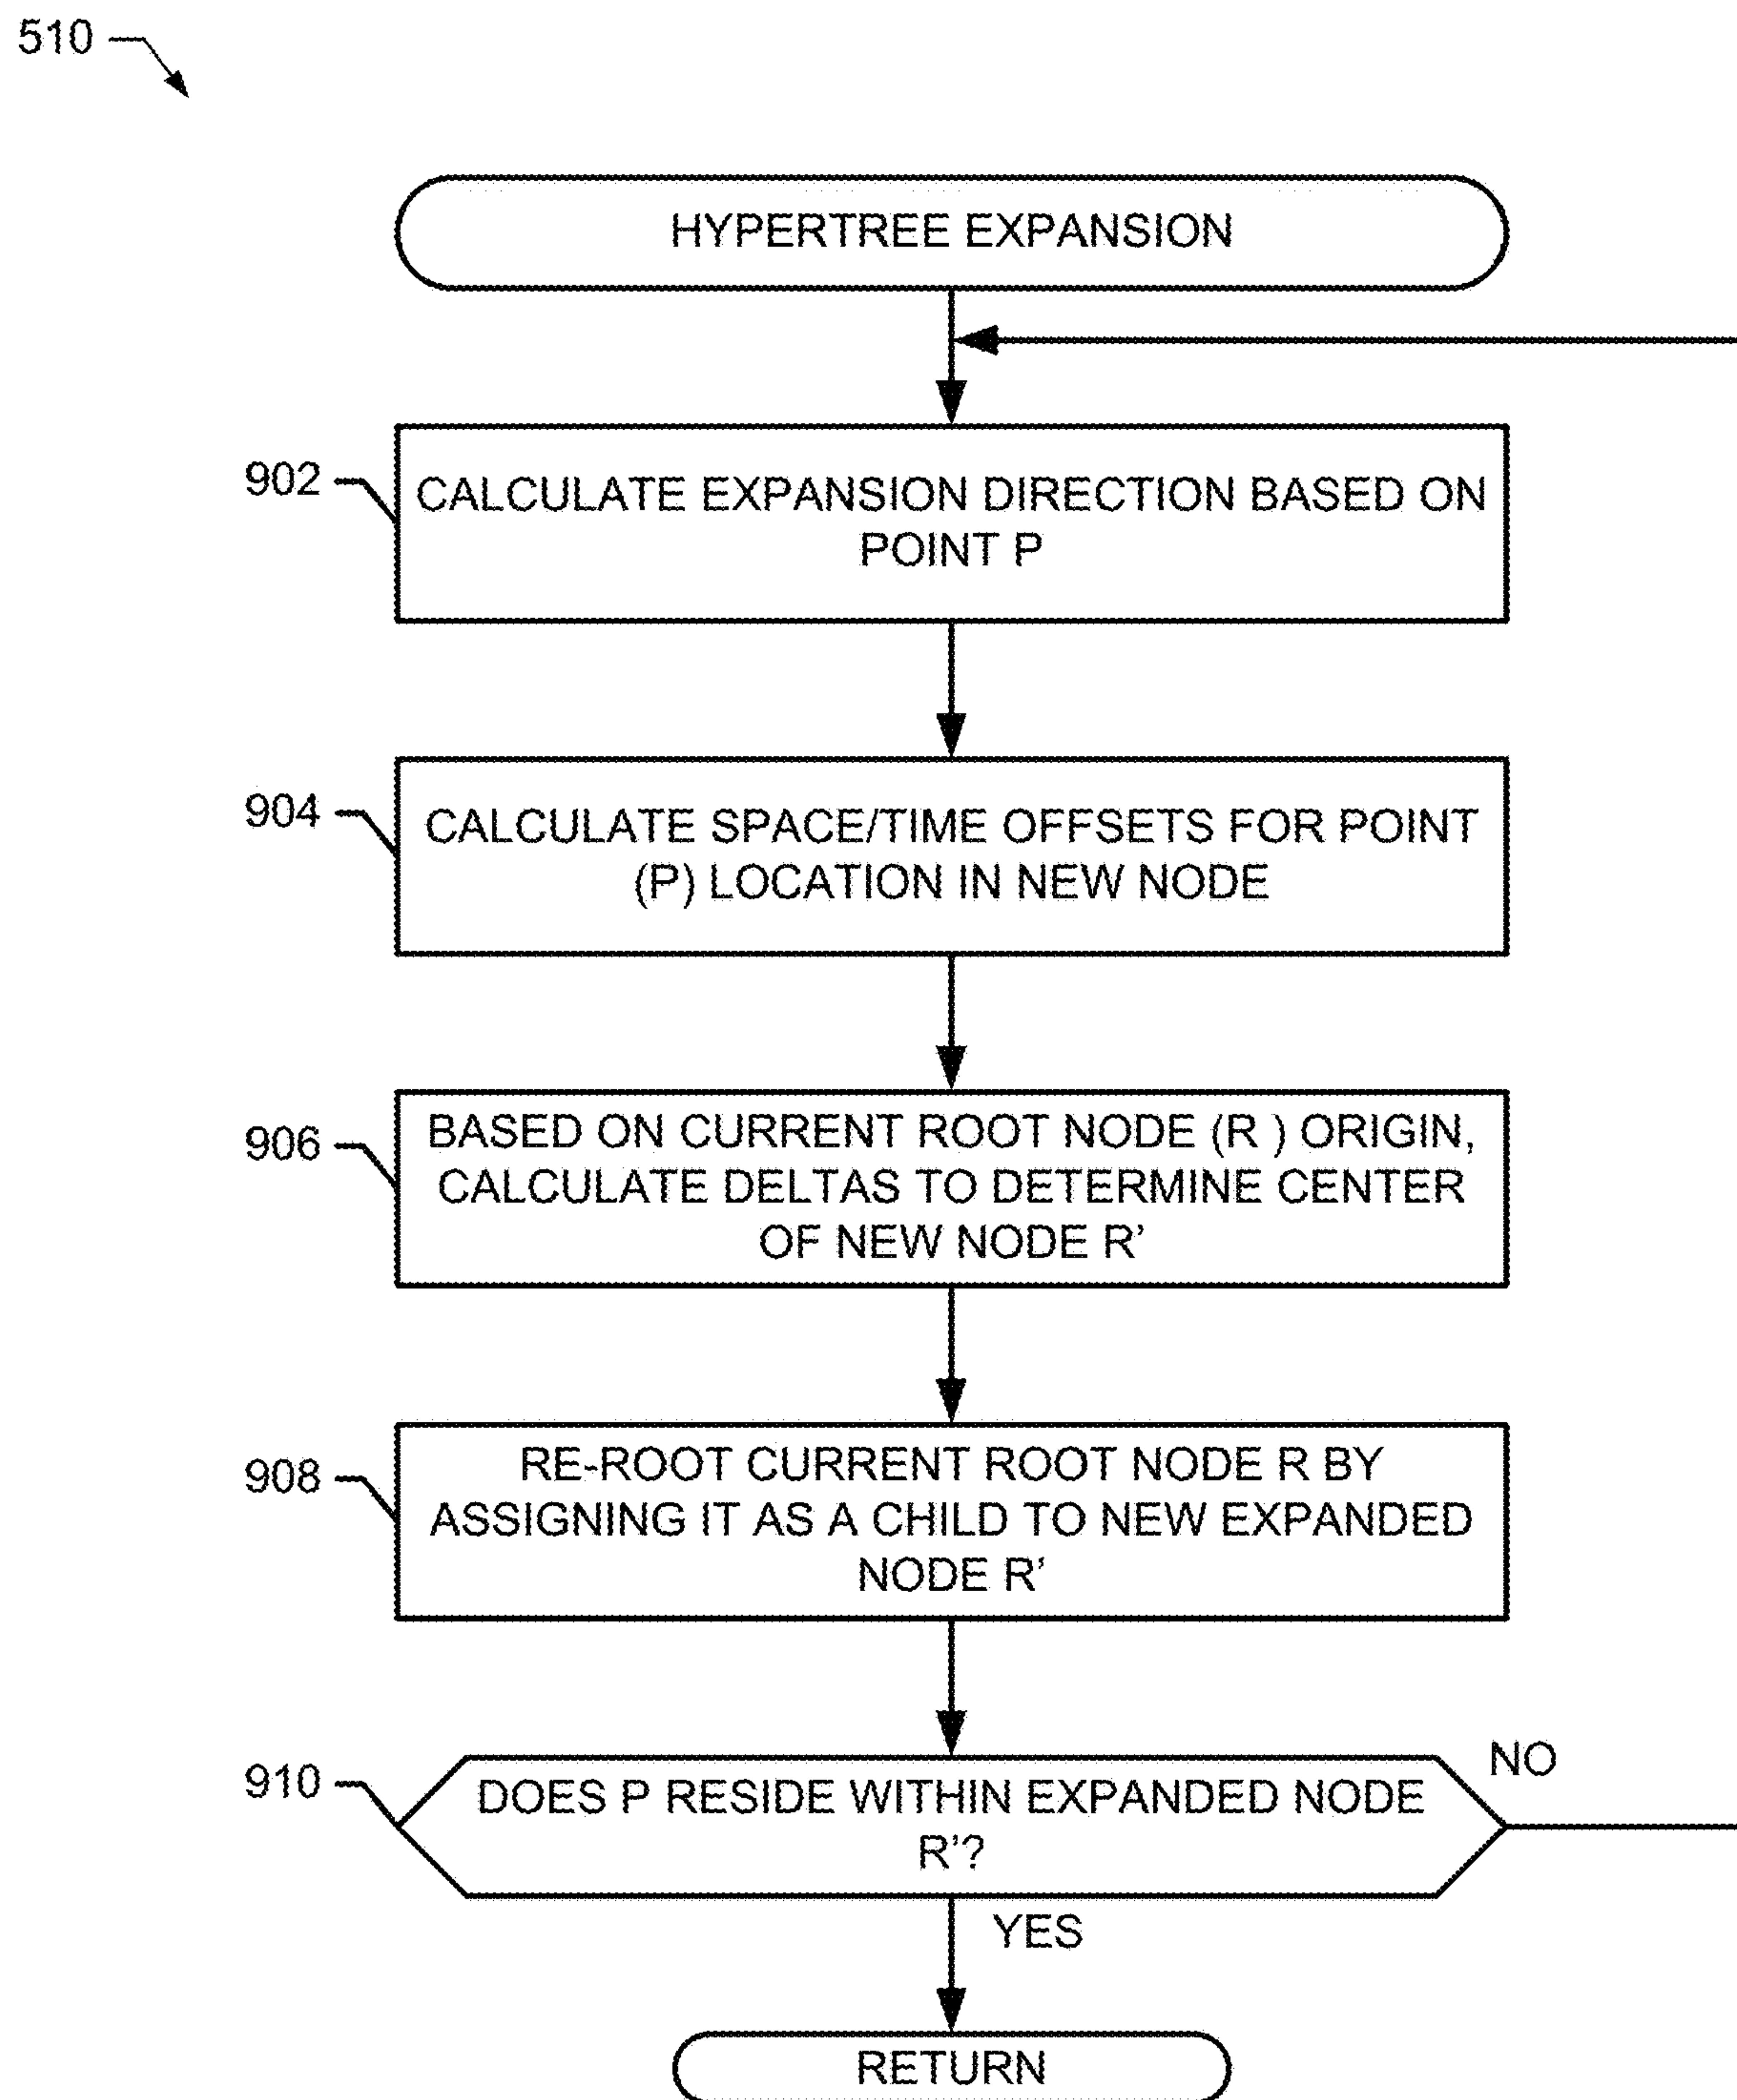 510
HYPERTREE EXPANSION
902
CALCULATE EXPANSION DIRECTION BASED ON
POINT P
904
CALCULATE SPACE/TIME OFFSETS FOR POINT
(P) LOCATION IN NEW NODE
906
BASED ON CURRENT ROOT NODE (R ) ORIGIN,
CALCULATE DELTAS TO DETERMINE CENTER
OF NEW NODE R’
908
RE-ROOT CURRENT ROOT NODE R BY
ASSIGNING IT AS A CHILD TO NEW EXPANDED
NODE R’
910
DOES P RESIDE WITHIN EXPANDED NODE
R’?
NO
YES
RETURN